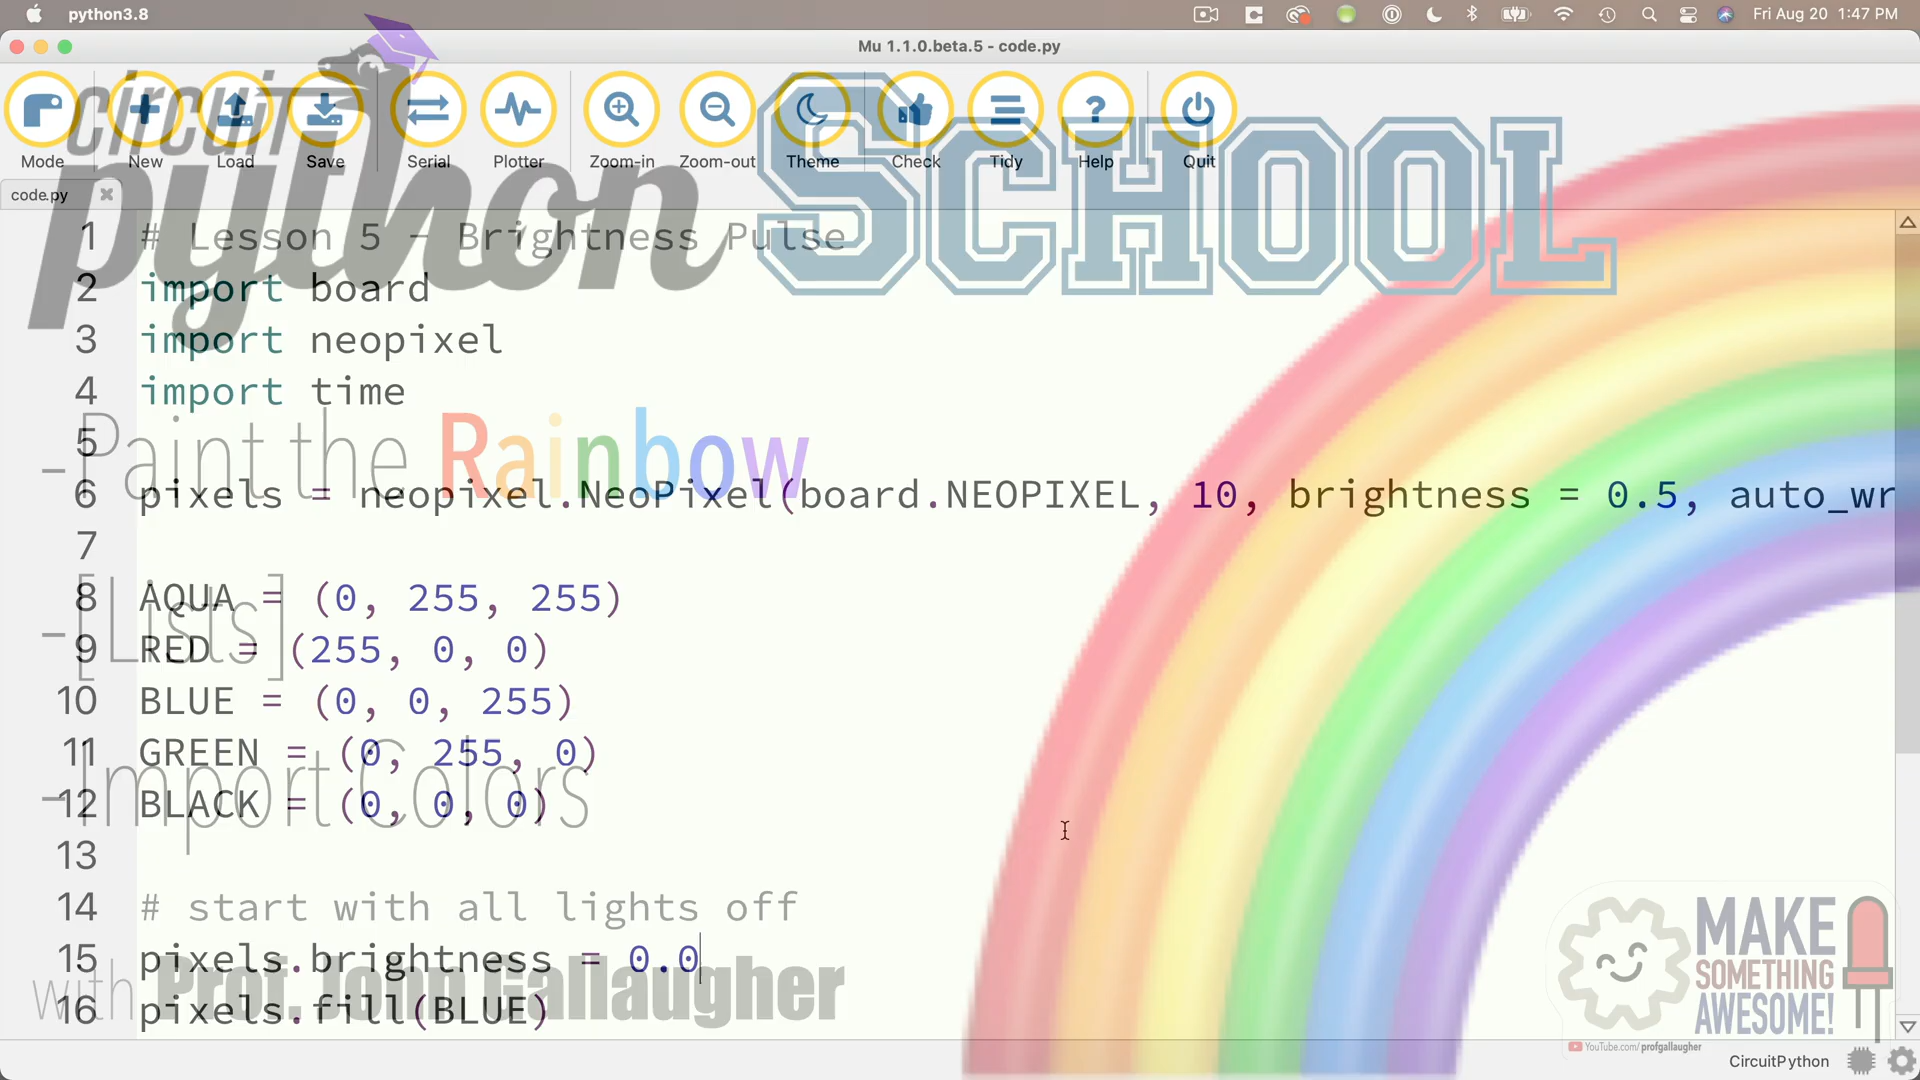 python3.8
Fri Aug 20 1:47 PM
Mu 1.1.0.beta.5 - code.py
Mode New Load Save Serial Plotter Zoom-in Zoom-out Theme Check Tidy Help Quit
circuit
python SCHOOL
code.py
1 # Lesson 5 - Brightness Pulse
2 import board
3 import neopixel
4 import time
5
- Paint the Rainbow
6 pixels = neopixel.NeoPixel(board.NEOPIXEL, 10, brightness = 0.5, auto_wr
7
8 AQUA = (0, 255, 255)
- [Lists]
9 RED = (255, 0, 0)
10 BLUE = (0, 0, 255)
11 GREEN = (0, 255, 0)
- Import Colors
12 BLACK = (0, 0, 0)
13
14 # start with all lights off
15 pixels.brightness = 0.0
with Prof. John Gallaugher
16 pixels.fill(BLUE)
MAKE
SOMETHING
AWESOME!
YouTube.com/profgallaugher
CircuitPython